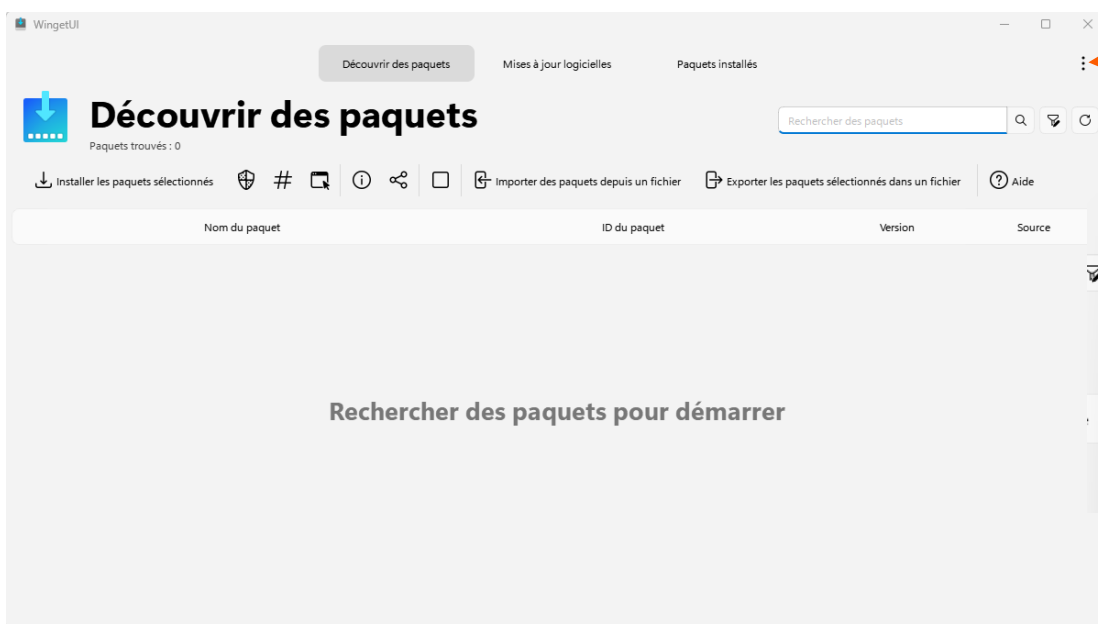 WingetUI
Découvrir des paquets Mises à jour logicielles Paquets installés
Découvrir des paquets
Rechercher des paquets
Paquets trouvés : 0
Installer les paquets sélectionnés Importer des paquets depuis un fichier Exporter les paquets sélectionnés dans un fichier Aide
Nom du paquet ID du paquet Version Source
Rechercher des paquets pour démarrer